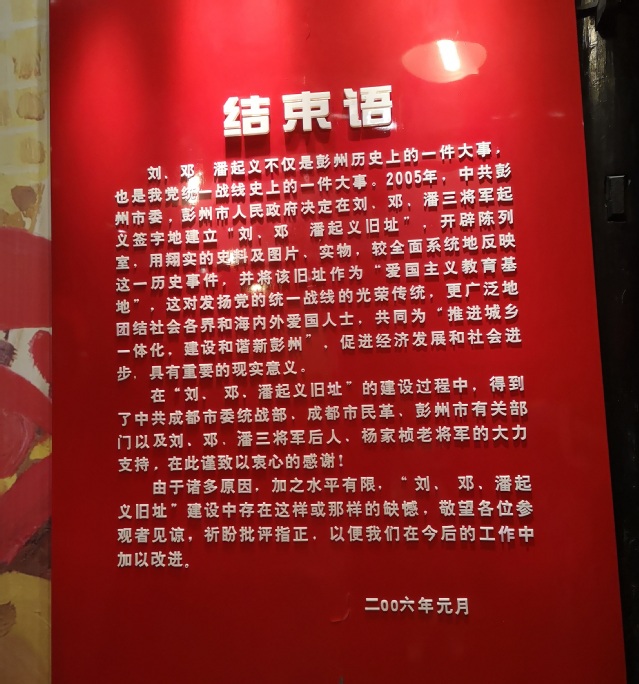 结束语
刘、邓、潘起义不仅是彭州历史上的一件大事，
也是我党统一战线史上的一件大事。2005年，中共彭
州市委，彭州市人民政府决定在刘、邓、潘三将军起
义签字地建立“刘、邓 潘起义旧址”，开辟陈列
室，用翔实的史料及图片、实物，较全面系统地反映
这一历史事件，并将该旧址作为“爱国主义教育基
地”，这对发扬党的统一战线的光荣传统，更广泛地
团结社会各界和海内外爱国人士，共同为“推进城乡
一体化，建设和谐新彭州”，促进经济发展和社会进
步，具有重要的现实意义。
在“刘、邓、潘起义旧址”的建设过程中，得到
了中共成都市委统战部、成都市民革、彭州市有关部
门以及刘、邓、潘三将军后人、杨家桢老将军的大力
支持，在此谨致以衷心的感谢！
由于诸多原因，加之水平有限，“刘、邓、潘起
义旧址”建设中存在这样或那样的缺憾，敬望各位参
观者见谅，祈盼批评指正，以便我们在今后的工作中
加以改进。
二00六年元月